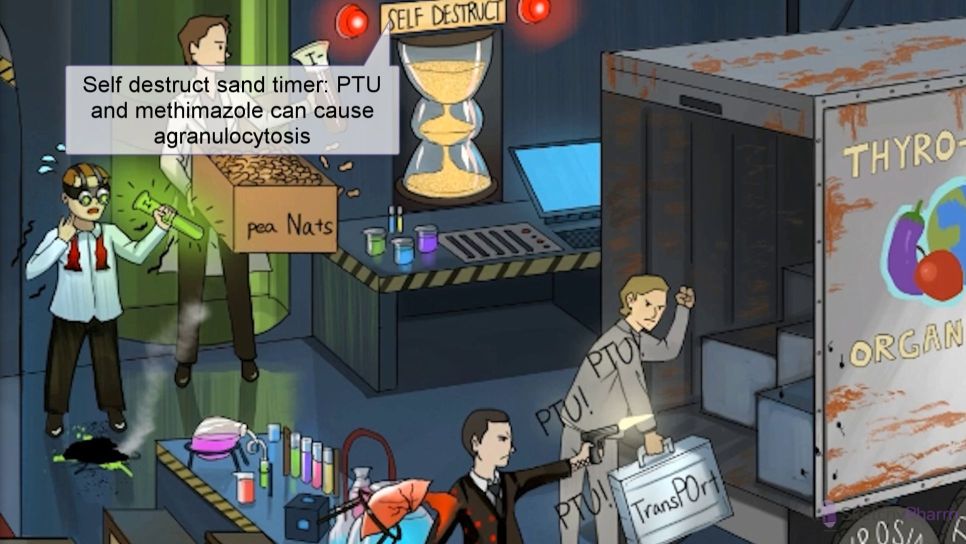 SELF DESTRUCT
Self destruct sand timer: PTU
and methimazole can cause
agranulocytosis
I-
pea Nats
THYRO-
ORGAN
PTU!
PTU!
PTU!
TransPOrt